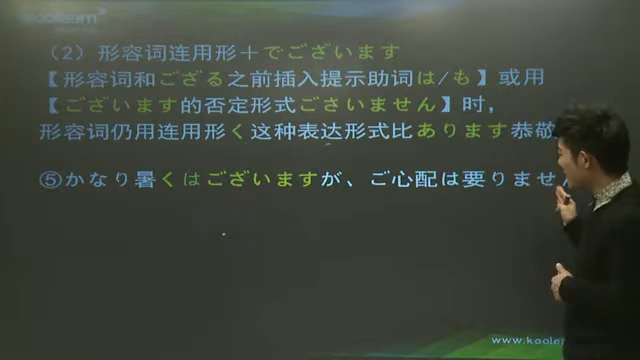 koolearn
（2）形容词连用形＋でございます
【形容词和ござる之前插入提示助词は/も】或用
【ございます的否定形式ごさいません】时，
形容词仍用连用形く这种表达形式比あります恭敬
⑤かなり暑くはございますが、ご心配は要りませ
www.koolea